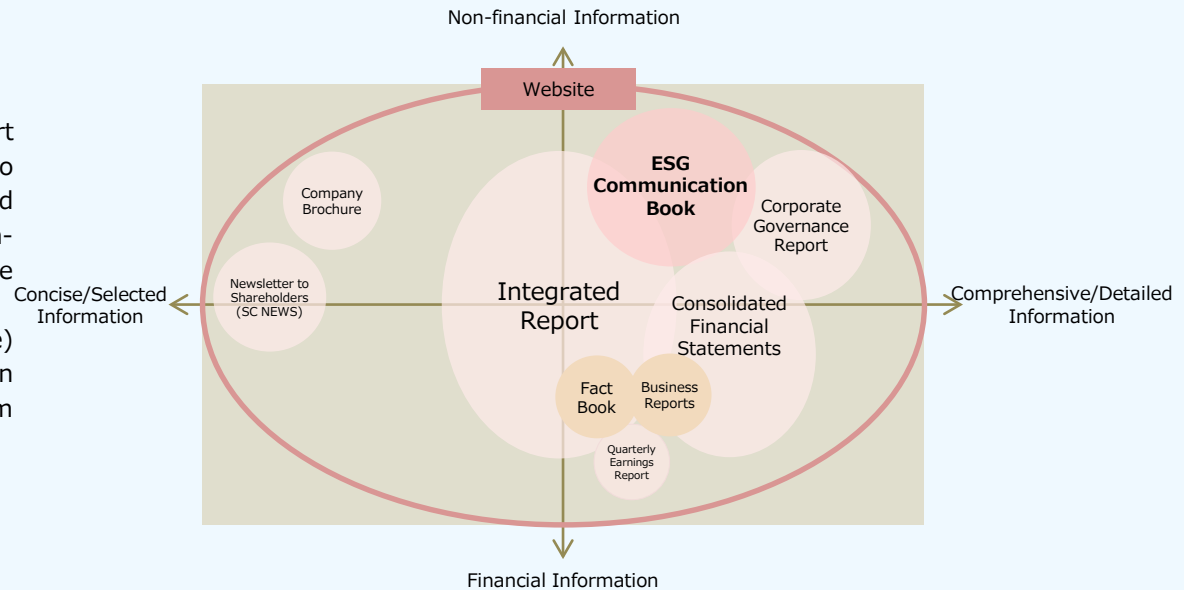 Non-financial Information
Website
rt
o
d
n-
e
e)
n
m
ESG
Communication
Book
Company
Brochure
Corporate
Governance
Report
Newsletter to
Shareholders
(SC NEWS)
Concise/Selected
Information
Integrated
Report
Consolidated
Financial
Statements
Comprehensive/Detailed
Information
Fact
Book
Business
Reports
Quarterly
Earnings
Report
Financial Information